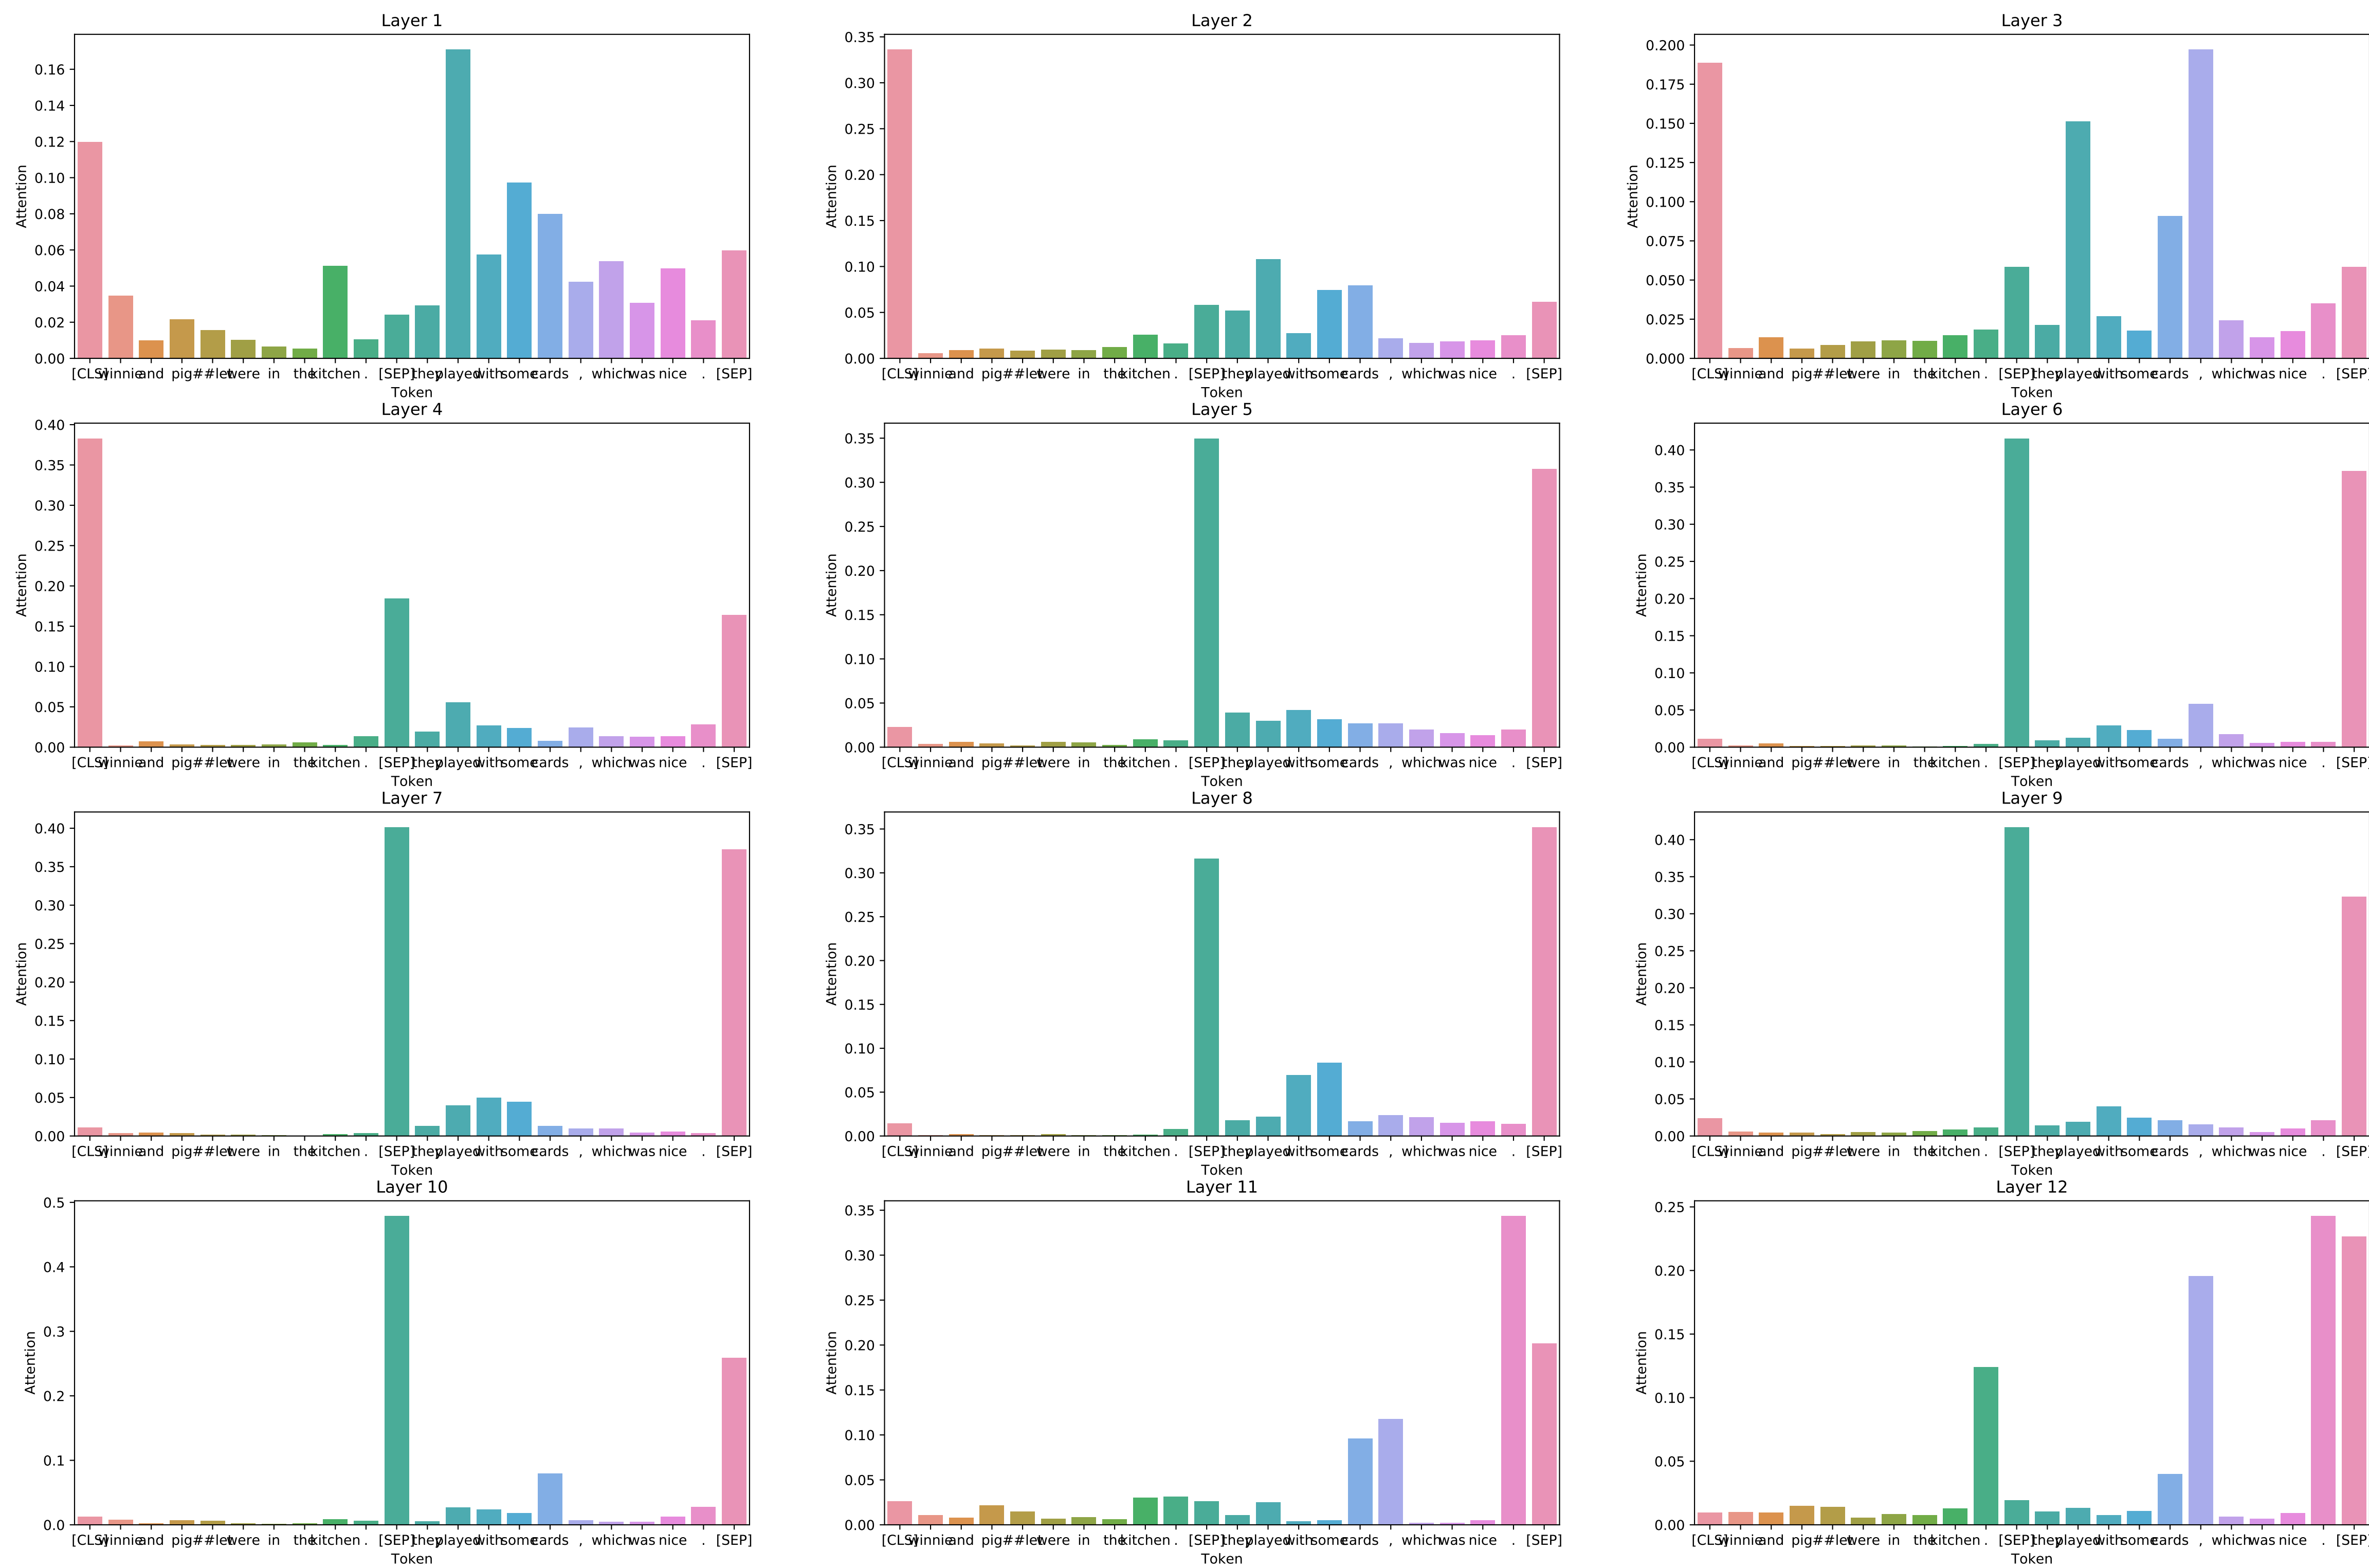 Layer 1
Attention
0.16
0.14
0.12
0.10
0.08
0.06
0.04
0.02
0.00
[CLS] winnie and pig ##let were in the kitchen . [SEP] they played with some cards , which was nice . [SEP]
Token
Layer 2
Attention
0.35
0.30
0.25
0.20
0.15
0.10
0.05
0.00
[CLS] winnie and pig ##let were in the kitchen . [SEP] they played with some cards , which was nice . [SEP]
Token
Layer 3
Attention
0.200
0.175
0.150
0.125
0.100
0.075
0.050
0.025
0.000
[CLS] winnie and pig ##let were in the kitchen . [SEP] they played with some cards , which was nice . [SEP]
Token
Layer 4
Attention
0.40
0.35
0.30
0.25
0.20
0.15
0.10
0.05
0.00
[CLS] winnie and pig ##let were in the kitchen . [SEP] they played with some cards , which was nice . [SEP]
Token
Layer 5
Attention
0.35
0.30
0.25
0.20
0.15
0.10
0.05
0.00
[CLS] winnie and pig ##let were in the kitchen . [SEP] they played with some cards , which was nice . [SEP]
Token
Layer 6
Attention
0.40
0.35
0.30
0.25
0.20
0.15
0.10
0.05
0.00
[CLS] winnie and pig ##let were in the kitchen . [SEP] they played with some cards , which was nice . [SEP]
Token
Layer 7
Attention
0.40
0.35
0.30
0.25
0.20
0.15
0.10
0.05
0.00
[CLS] winnie and pig ##let were in the kitchen . [SEP] they played with some cards , which was nice . [SEP]
Token
Layer 8
Attention
0.35
0.30
0.25
0.20
0.15
0.10
0.05
0.00
[CLS] winnie and pig ##let were in the kitchen . [SEP] they played with some cards , which was nice . [SEP]
Token
Layer 9
Attention
0.40
0.35
0.30
0.25
0.20
0.15
0.10
0.05
0.00
[CLS] winnie and pig ##let were in the kitchen . [SEP] they played with some cards , which was nice . [SEP]
Token
Layer 10
Attention
0.5
0.4
0.3
0.2
0.1
0.0
[CLS] winnie and pig ##let were in the kitchen . [SEP] they played with some cards , which was nice . [SEP]
Token
Layer 11
Attention
0.35
0.30
0.25
0.20
0.15
0.10
0.05
0.00
[CLS] winnie and pig ##let were in the kitchen . [SEP] they played with some cards , which was nice . [SEP]
Token
Layer 12
Attention
0.25
0.20
0.15
0.10
0.05
0.00
[CLS] winnie and pig ##let were in the kitchen . [SEP] they played with some cards , which was nice . [SEP]
Token